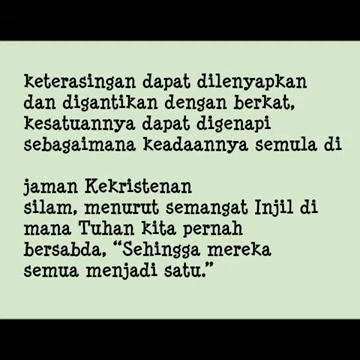 keterasingan dapat dilenyapkan
dan digantikan dengan berkat,
kesatuannya dapat digenapi
sebagaimana keadaannya semula di
jaman Kekristenan
silam, menurut semangat Injil di
mana Tuhan kita pernah
bersabda, “Sehingga mereka
semua menjadi satu.”